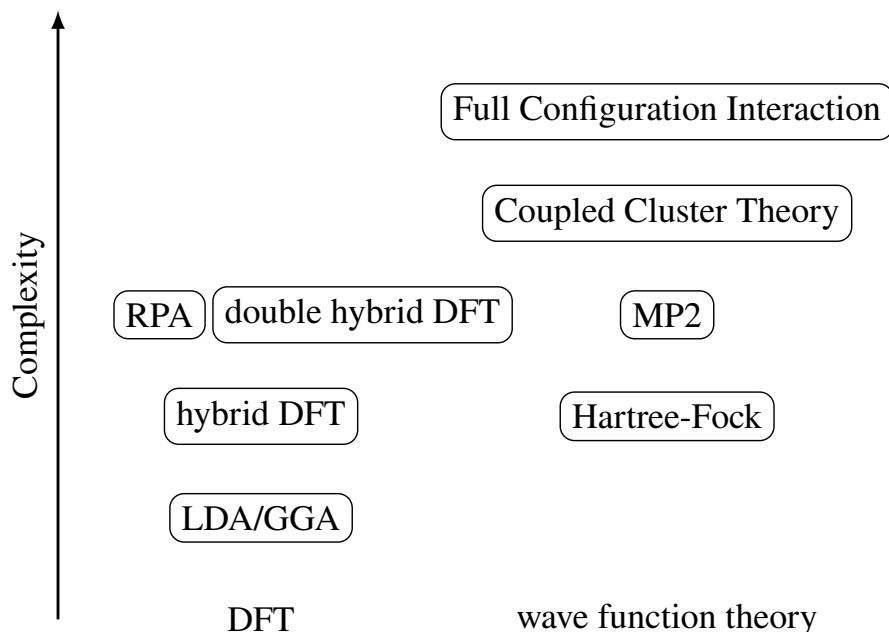 Full Configuration Interaction
Coupled Cluster Theory
RPA
double hybrid DFT
MP2
hybrid DFT
Hartree-Fock
LDA/GGA
DFT
wave function theory
Complexity